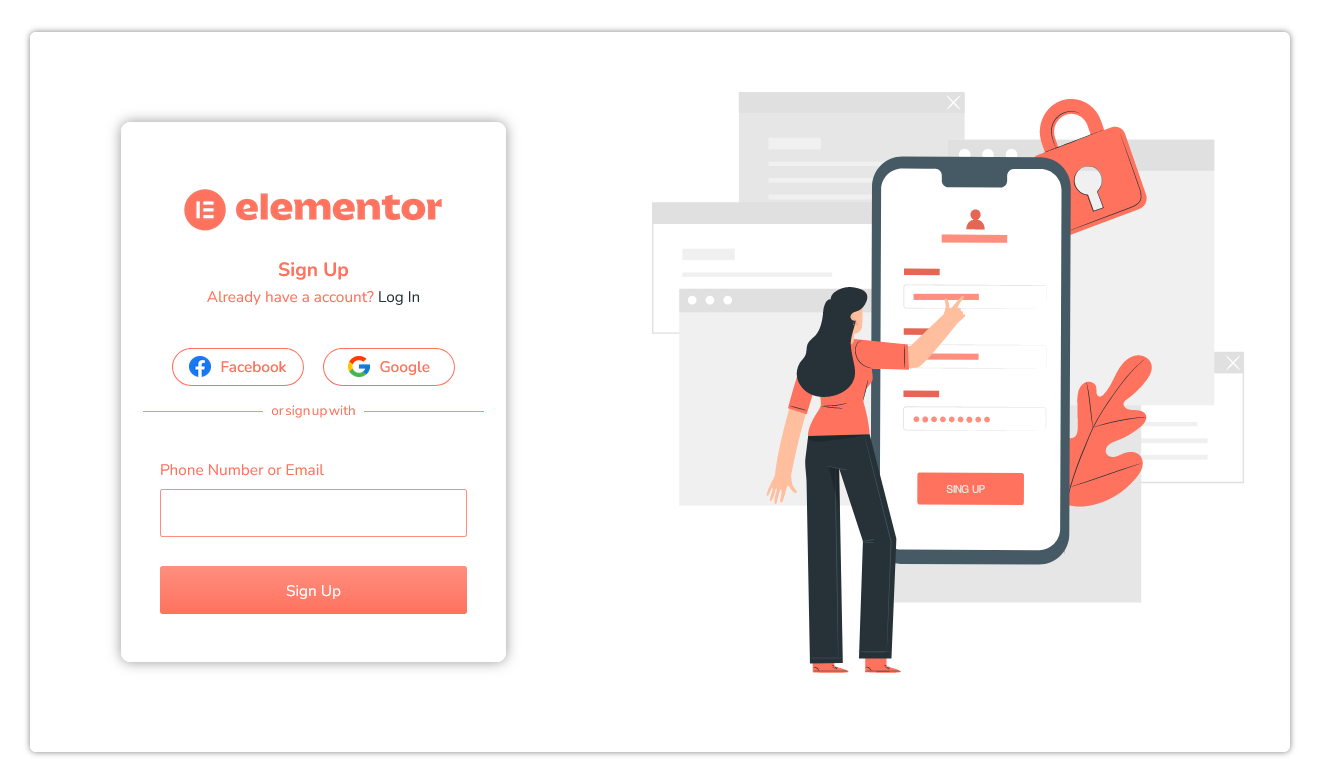 elementor
Sign Up
Already have a account? Log In
Facebook Google
or sign up with
Phone Number or Email
Sign Up
SING UP